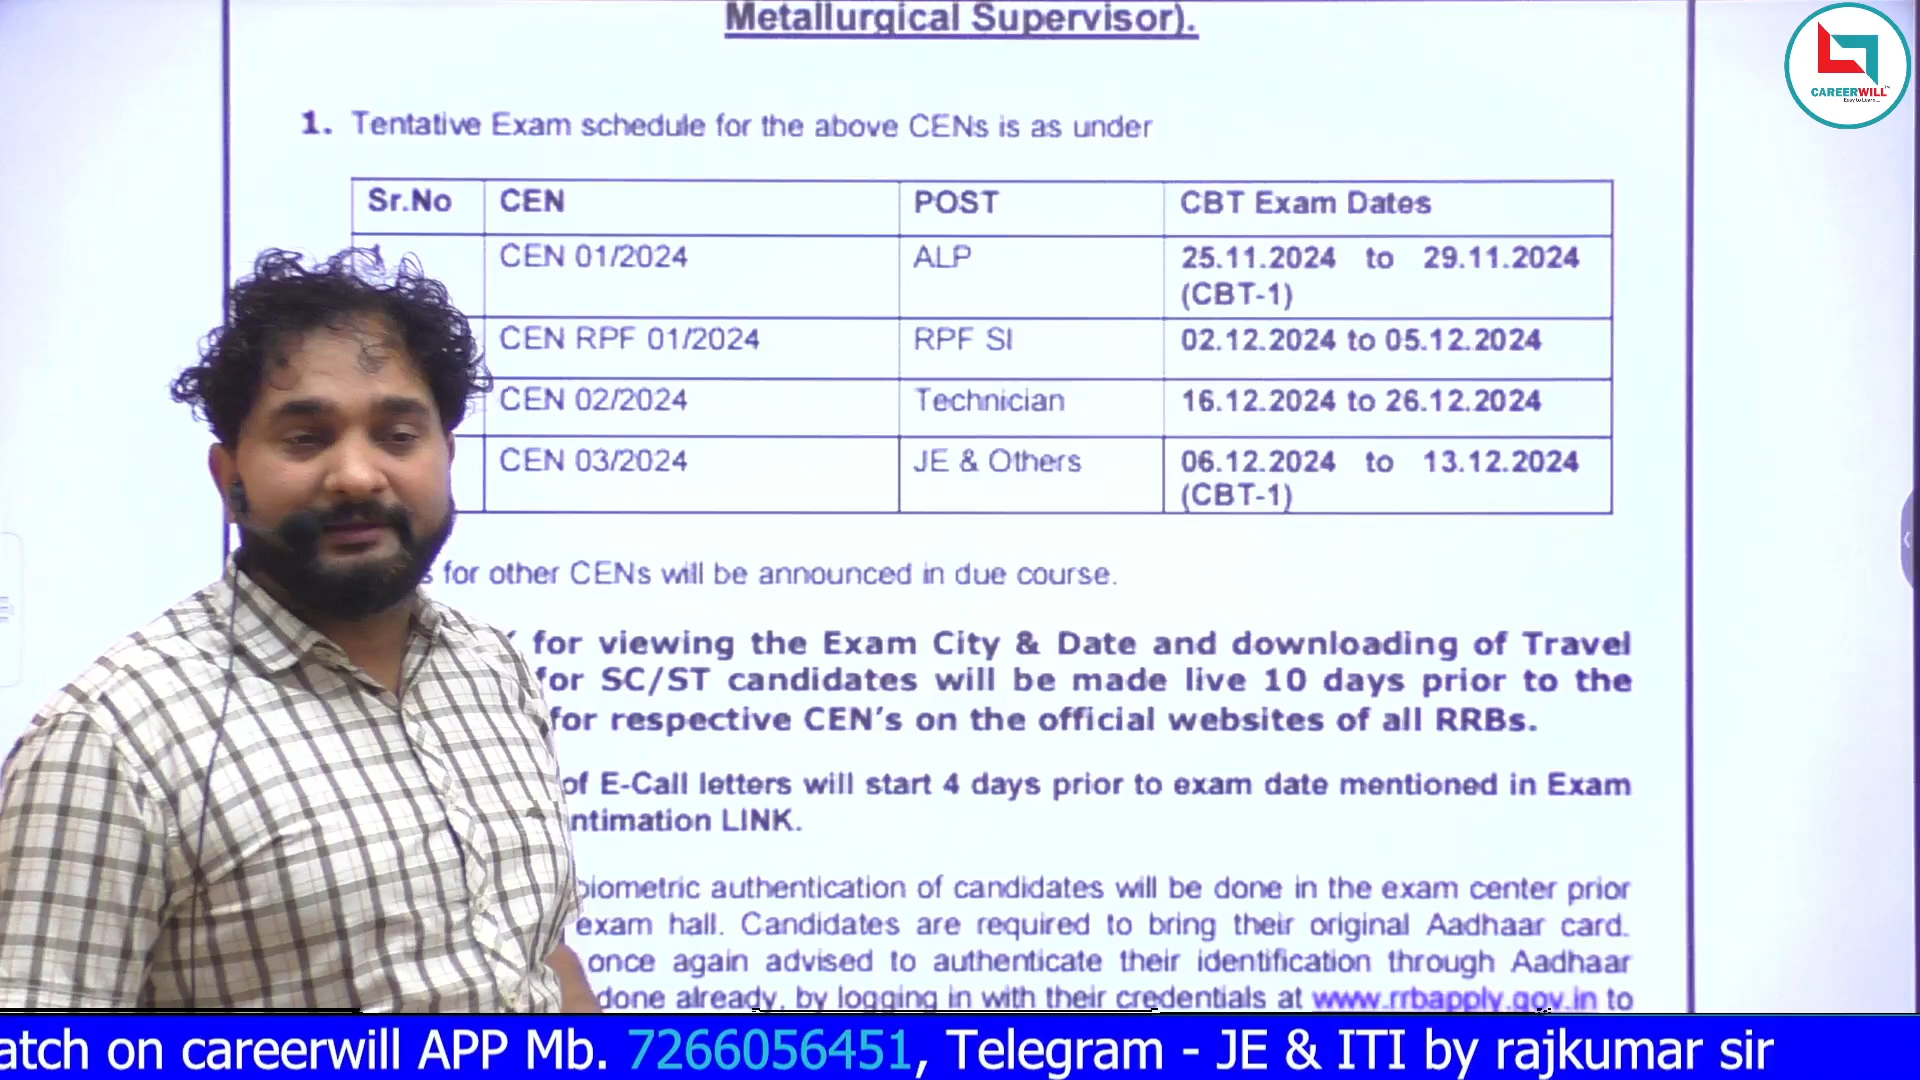 Metallurgical Supervisor).
CAREERWILL
Easy to Learn...
1. Tentative Exam schedule for the above CENs is as under
Sr.No CEN POST CBT Exam Dates
CEN 01/2024 ALP 25.11.2024 to 29.11.2024
(CBT-1)
CEN RPF 01/2024 RPF SI 02.12.2024 to 05.12.2024
CEN 02/2024 Technician 16.12.2024 to 26.12.2024
CEN 03/2024 JE & Others 06.12.2024 to 13.12.2024
(CBT-1)
s for other CENs will be announced in due course.
for viewing the Exam City & Date and downloading of Travel
for SC/ST candidates will be made live 10 days prior to the
for respective CEN's on the official websites of all RRBs.
of E-Call letters will start 4 days prior to exam date mentioned in Exam
ntimation LINK.
biometric authentication of candidates will be done in the exam center prior
exam hall. Candidates are required to bring their original Aadhaar card.
once again advised to authenticate their identification through Aadhaar
done already, by logging in with their credentials at www.rrbapply.gov.in to
atch on careerwill APP Mb. 7266056451, Telegram - JE & ITI by rajkumar sir